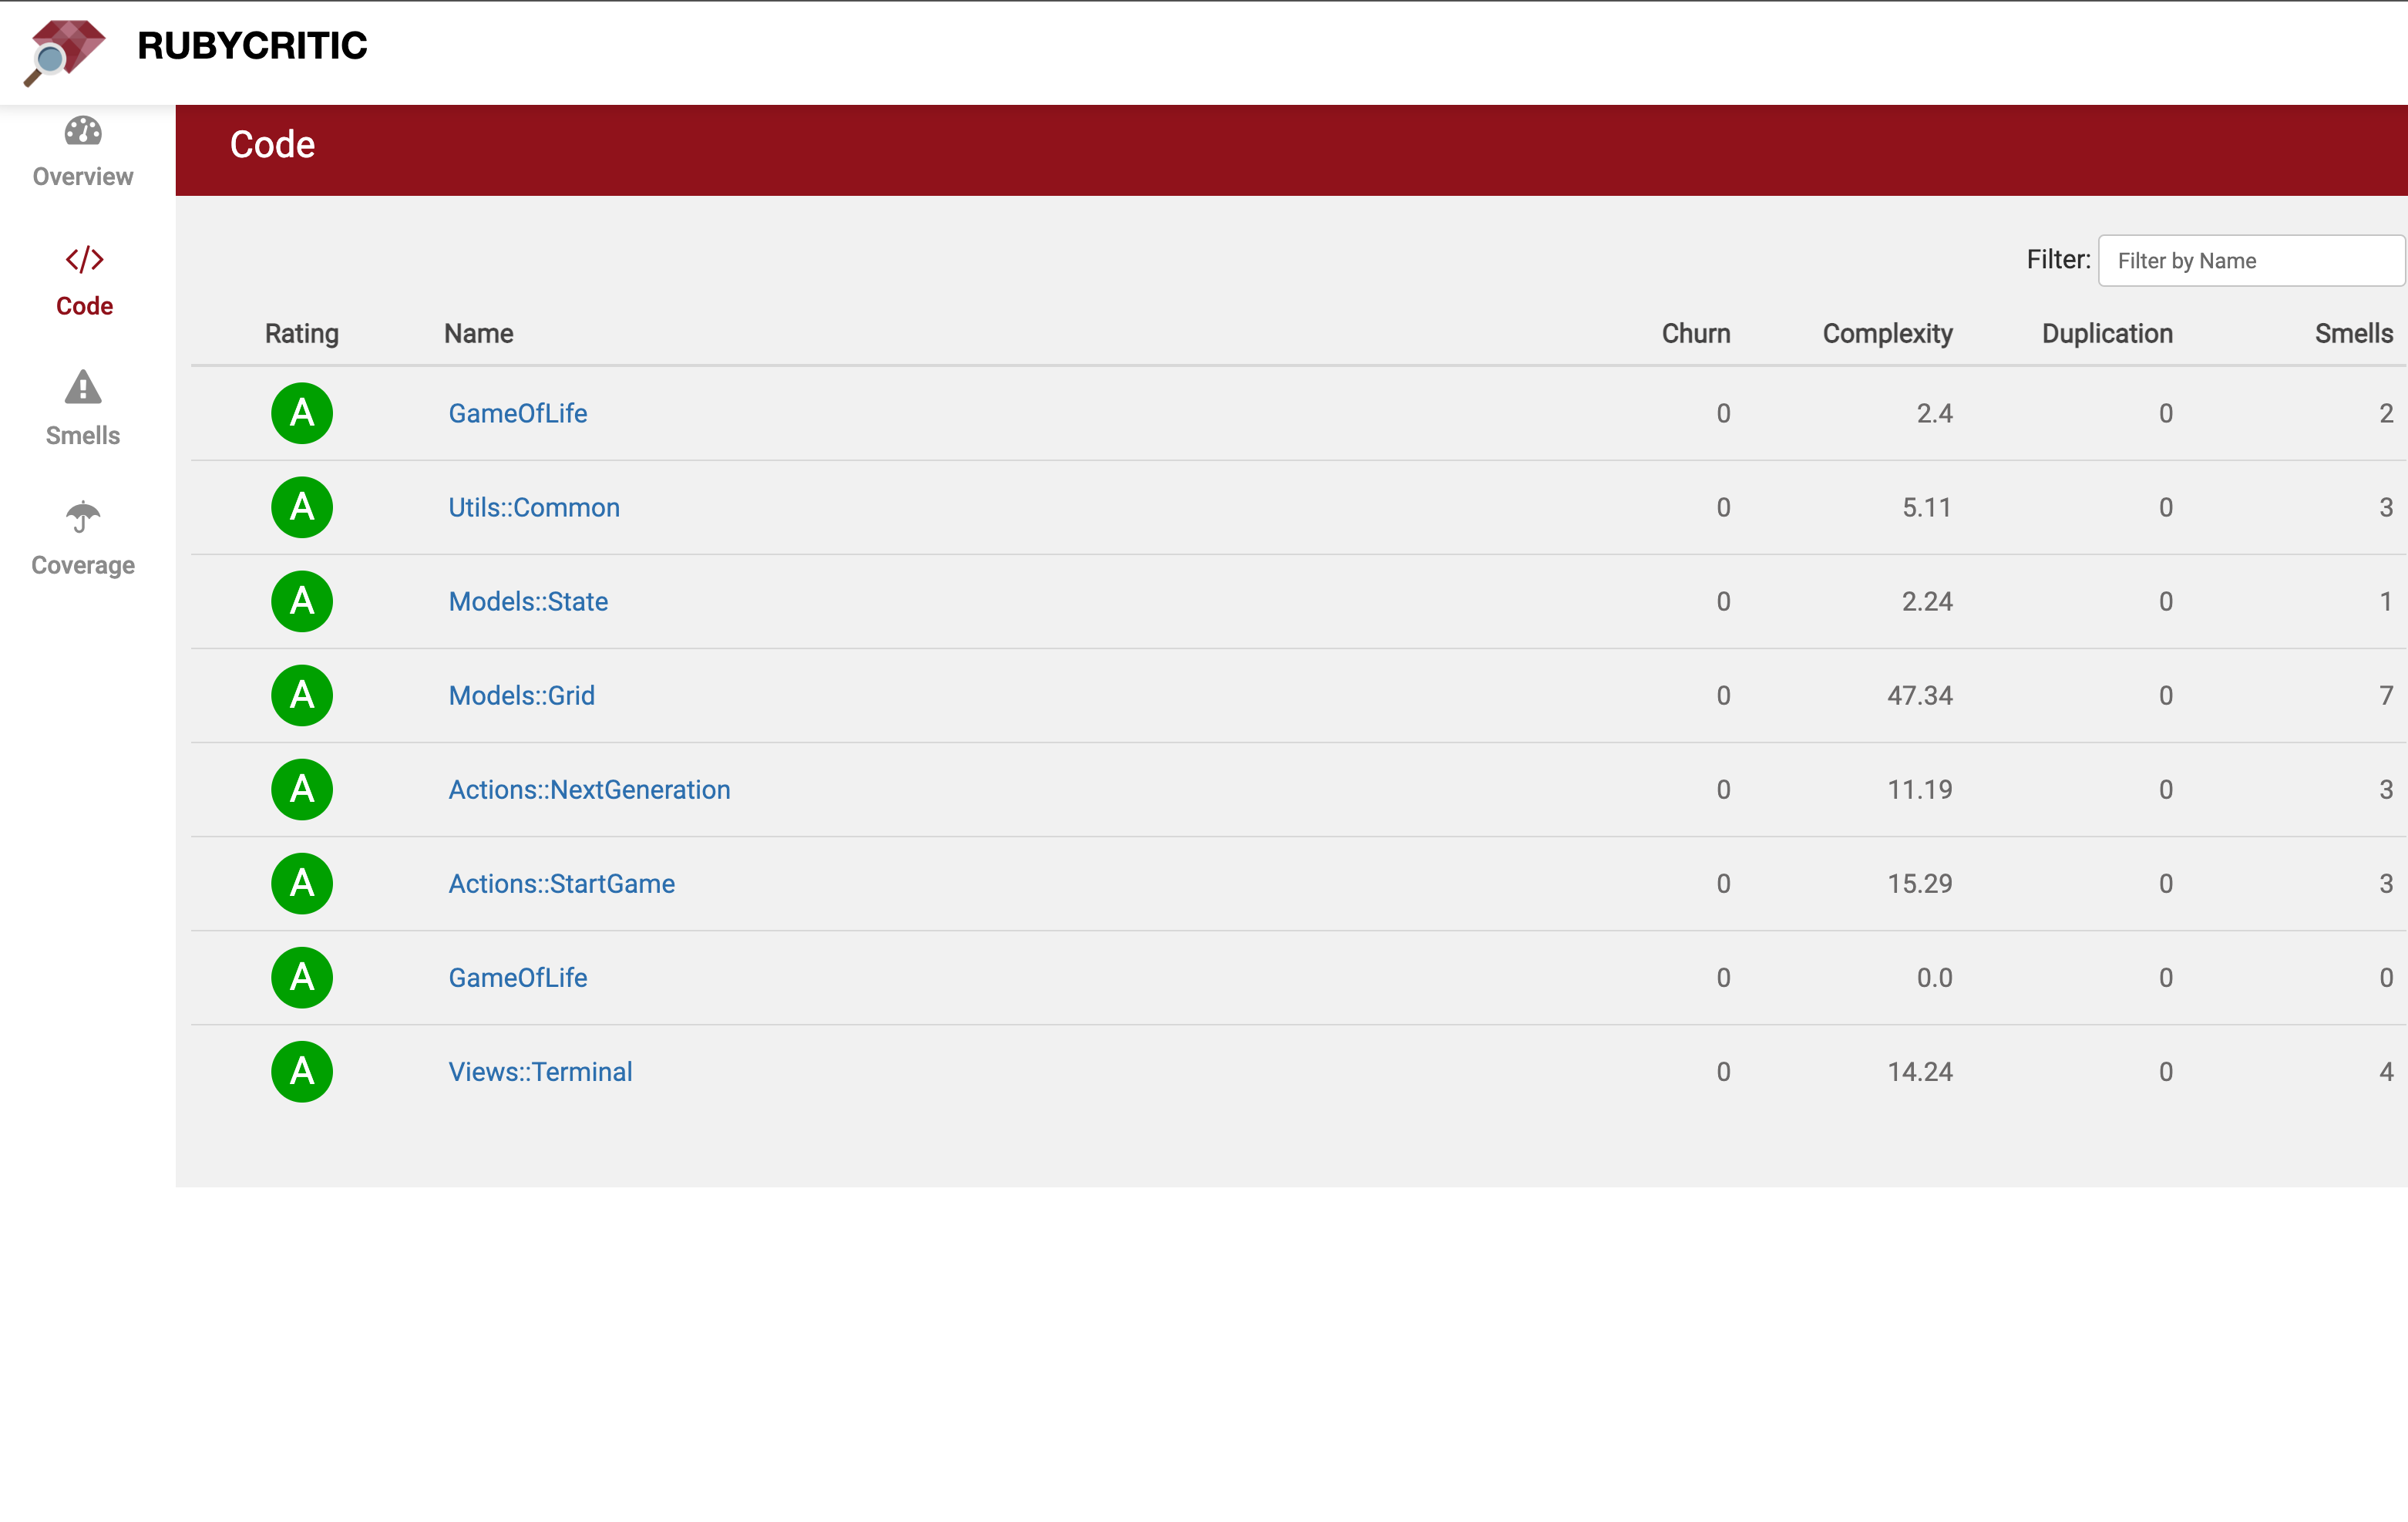 RUBYCRITIC
Overview
Code
Smells
Coverage
Code
Filter: Filter by Name
Rating Name Churn Complexity Duplication Smells
A GameOfLife 0 2.4 0 2
A Utils::Common 0 5.11 0 3
A Models::State 0 2.24 0 1
A Models::Grid 0 47.34 0 7
A Actions::NextGeneration 0 11.19 0 3
A Actions::StartGame 0 15.29 0 3
A GameOfLife 0 0.0 0 0
A Views::Terminal 0 14.24 0 4